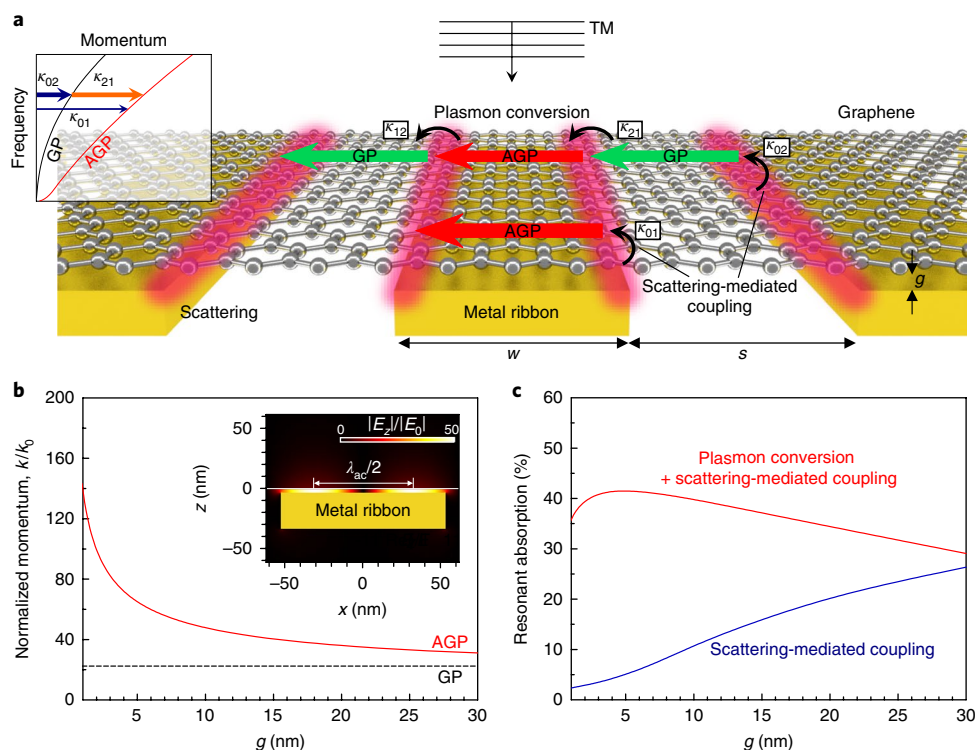 a
Momentum
Frequency
κ02
κ21
κ01
GP
AGP
TM
Plasmon conversion
Graphene
κ12
κ21
κ02
GP
AGP
GP
AGP
κ01
Scattering-mediated
coupling
g
Scattering
Metal ribbon
w
s
b
200
160
120
80
40
0
Normalized momentum, k/k0
0
5
10
15
20
25
30
g (nm)
AGP
GP
|Ez|/|E0|
0
50
λac/2
Metal ribbon
50
0
−50
z (nm)
−50
0
50
x (nm)
c
60
50
40
30
20
10
0
Resonant absorption (%)
Plasmon conversion
+ scattering-mediated coupling
Scattering-mediated coupling
5
10
15
20
25
30
g (nm)